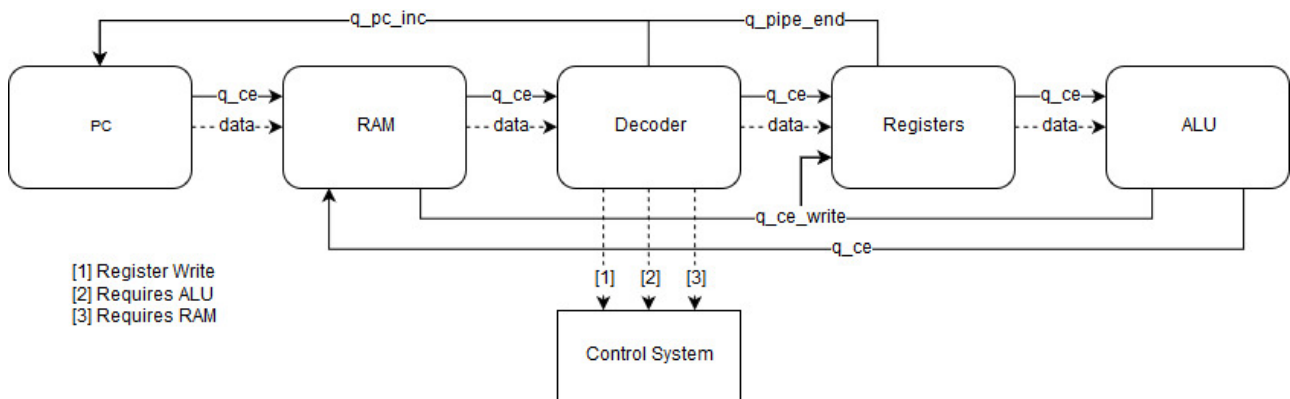 q_pc_inc
q_pipe_end
PC
q_ce
data
RAM
q_ce
data
Decoder
q_ce
data
Registers
q_ce
data
ALU
q_ce_write
q_ce
[1] Register Write
[2] Requires ALU
[3] Requires RAM
[1]
[2]
[3]
Control System